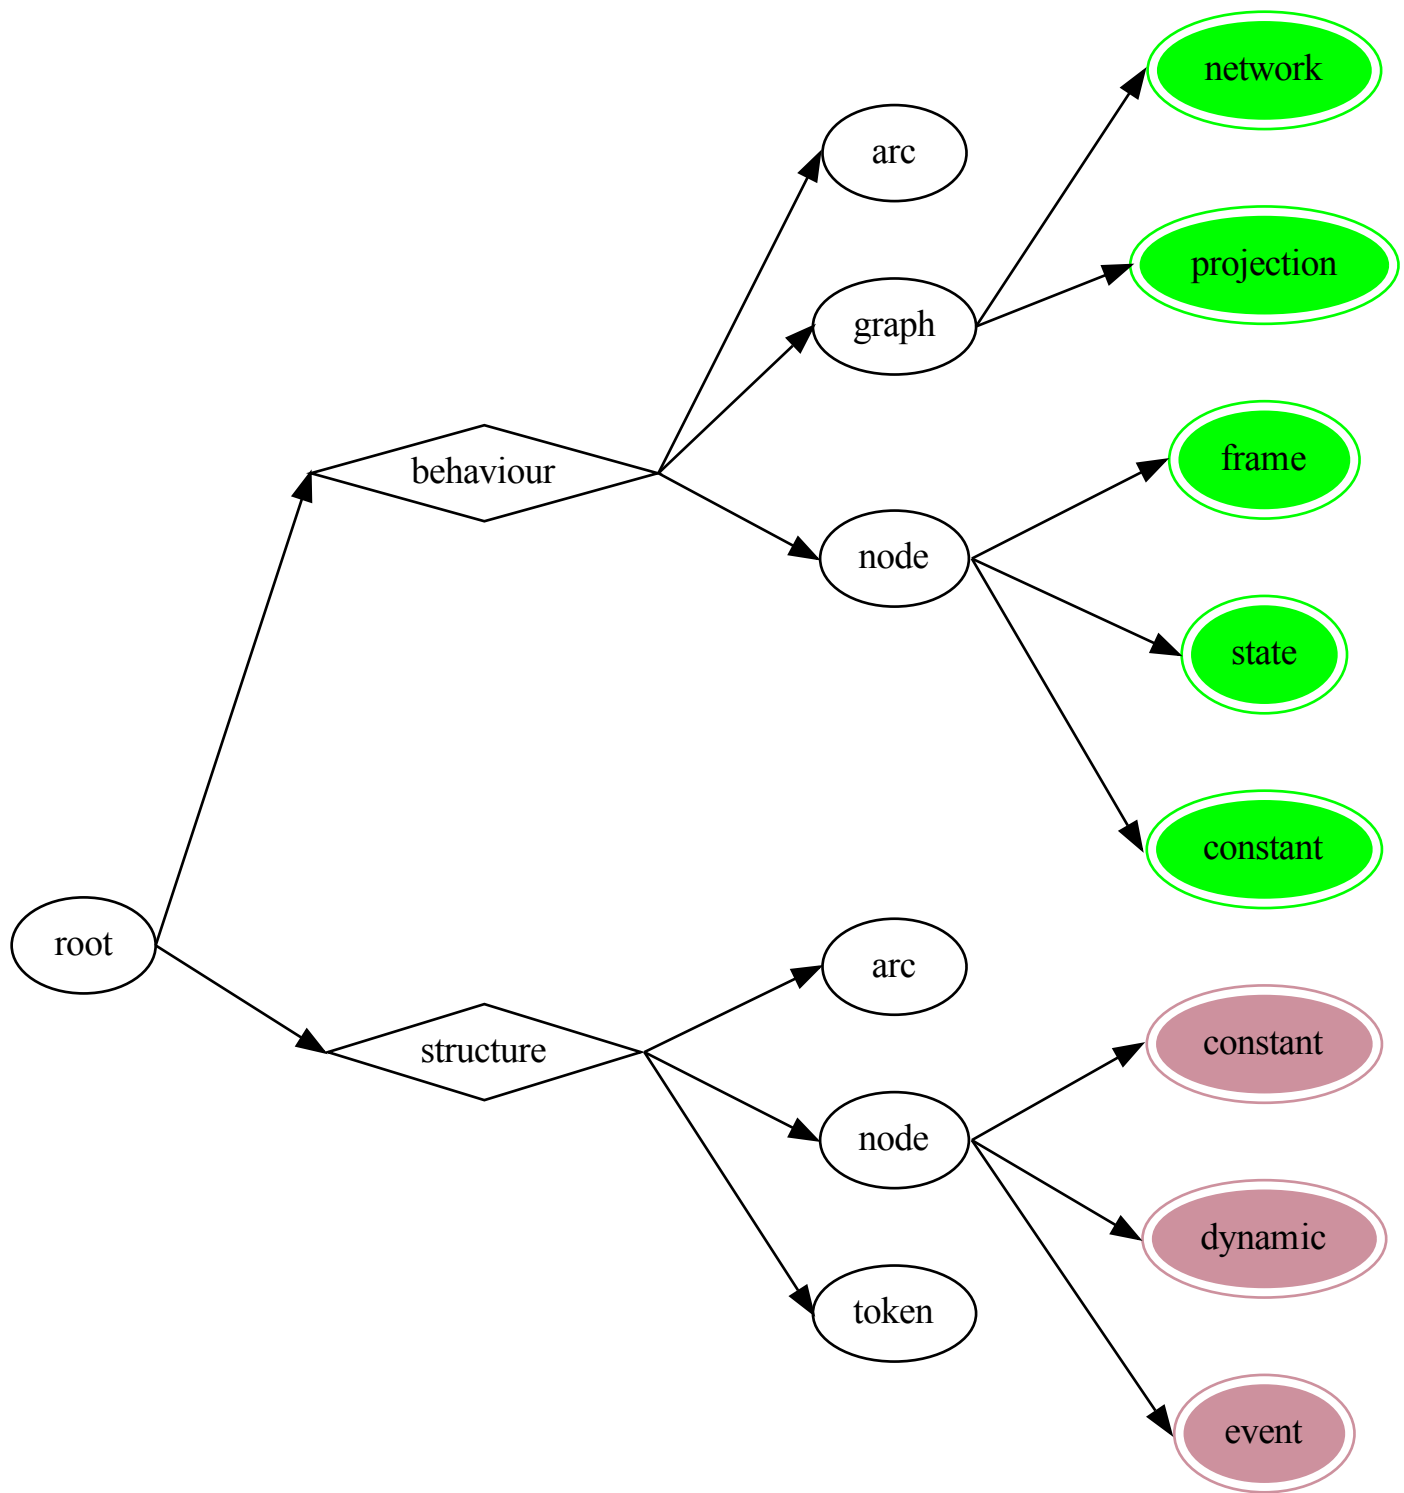 network
arc
projection
graph
frame
behaviour
node
state
constant
root
arc
constant
structure
node
dynamic
token
event